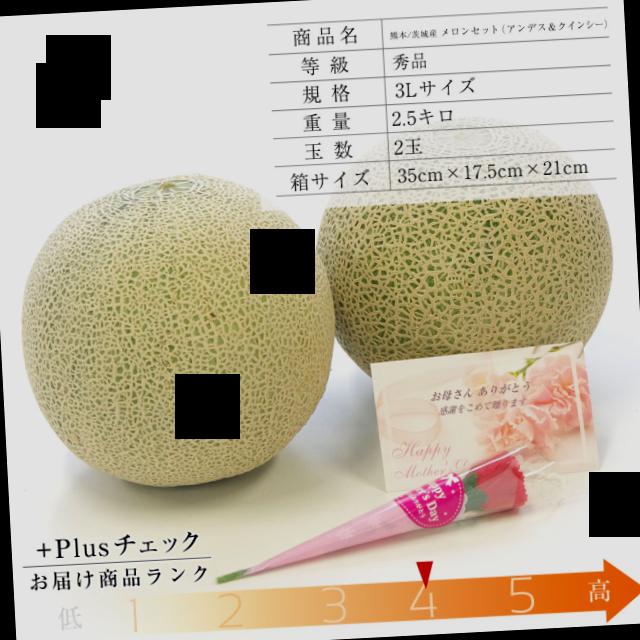 商品名 熊本/茨城産 メロンセット(アンデス&クインシー)
等級 秀品
規格 3Lサイズ
重量 2.5キロ
玉数 2玉
箱サイズ 35cm×17.5cm×21cm
お母さん ありがとう
感謝をこめて贈ります
Happy
Mother's
's Day
+Plusチェック
お届け商品ランク
低 1 2 3 4 5 高